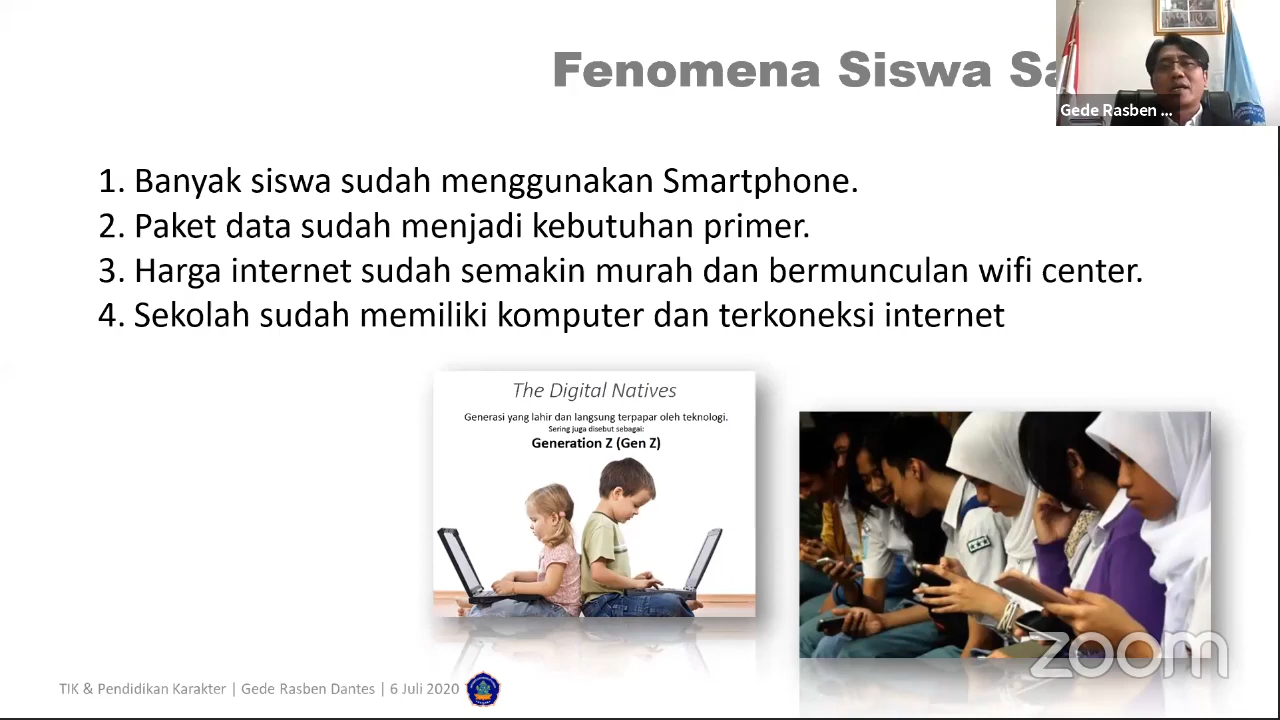 Fenomena Siswa Sa
Gede Rasben ...
1. Banyak siswa sudah menggunakan Smartphone.
2. Paket data sudah menjadi kebutuhan primer.
3. Harga internet sudah semakin murah dan bermunculan wifi center.
4. Sekolah sudah memiliki komputer dan terkoneksi internet
The Digital Natives
Generasi yang lahir dan langsung terpapar oleh teknologi.
Sering juga disebut sebagai:
Generation Z (Gen Z)
zoom
TIK & Pendidikan Karaktar | Gede Rasben Dantes | 6 Juli 2020